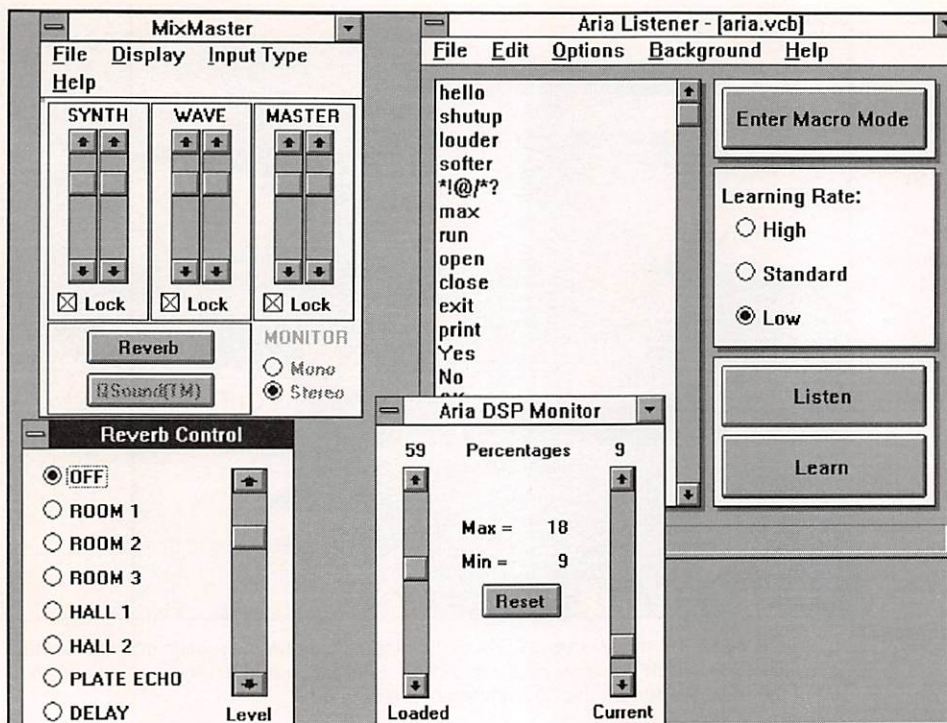 MixMaster
File Display Input Type
Help
SYNTH WAVE MASTER
Lock Lock Lock
Reverb
QSound(TM)
MONITOR
Mono
Stereo
Aria Listener - [aria.vcb]
File Edit Options Background Help
hello
shutup
louder
softer
*!@/*?
max
run
open
close
exit
print
Yes
No
Enter Macro Mode
Learning Rate:
High
Standard
Low
Listen
Learn
Reverb Control
OFF
ROOM 1
ROOM 2
ROOM 3
HALL 1
HALL 2
PLATE ECHO
DELAY
Level
Aria DSP Monitor
59 Percentages 9
Max = 18
Min = 9
Reset
Loaded Current